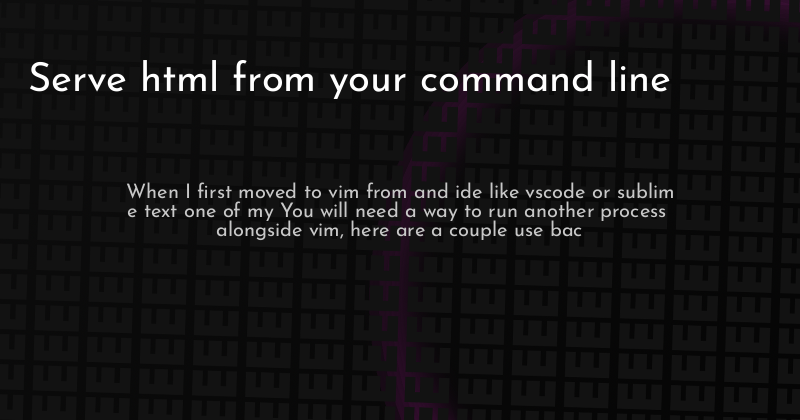 Serve html from your command line
When I first moved to vim from and ide like vscode or sublim
e text one of my You will need a way to run another process
alongside vim, here are a couple use bac